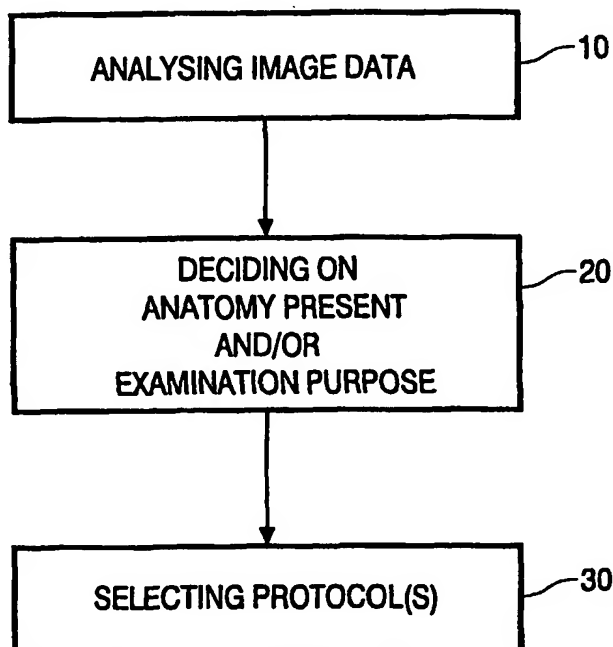 ANALYSING IMAGE DATA
10
DECIDING ON
ANATOMY PRESENT
AND/OR
EXAMINATION PURPOSE
20
SELECTING PROTOCOL(S)
30